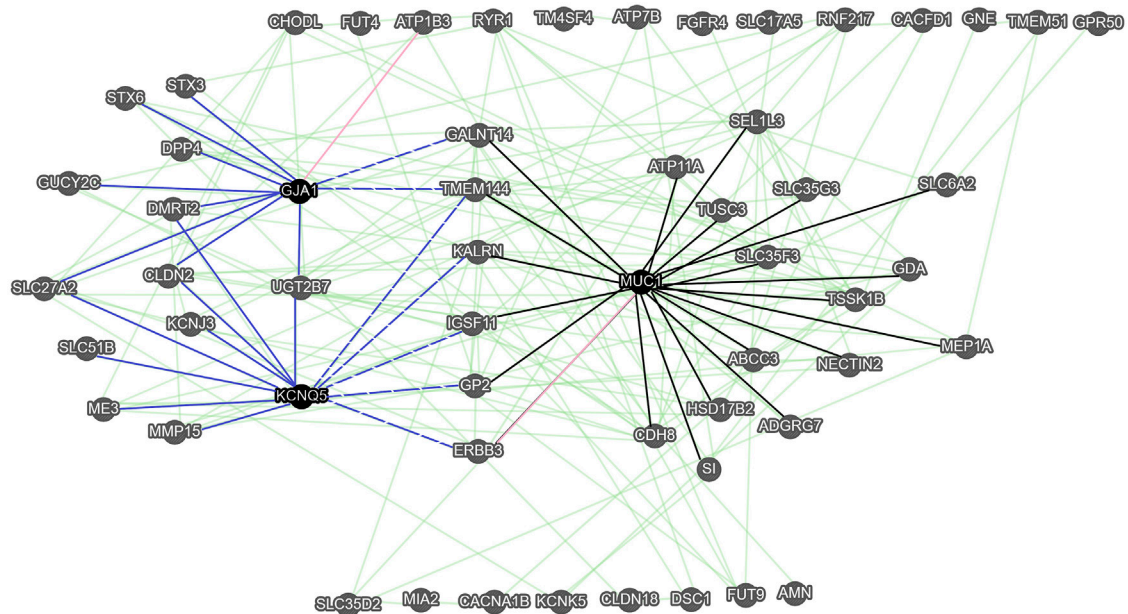 CHODL
FUT4
ATP1B3
RYR1
TM4SF4
ATP7B
FGFR4
SLC17A5
RNF217
CACFD1
GNE
TMEM51
GPR50
STX3
STX6
SEL1L3
GALNT14
DPP4
ATP11A
GUCY2C
GJA1
TMEM144
SLC35G3
SLC6A2
DMRT2
TUSC3
KALRN
SLC35F3
CLDN2
GDA
SLC27A2
UGT2B7
MUC1
TSSK1B
KCNJ3
IGSF11
SLC51B
MEP1A
ABCC3
NECTIN2
GP2
KCNQ5
ME3
HSD17B2
MMP15
CDH8
ADGRG7
ERBB3
SI
SLC35D2
MIA2
CACNA1B
KCNK5
CLDN18
DSC1
FUT9
AMN